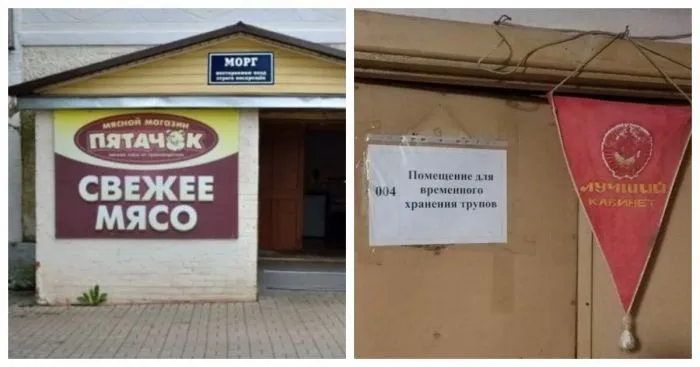 МОРГ
МЯСНОЙ МАГАЗИН
ПЯТАЧОК
СВЕЖЕЕ
МЯСО
004
Помещение для
временного
хранения трупов
ЛУЧШИЙ
КАБИНЕТ